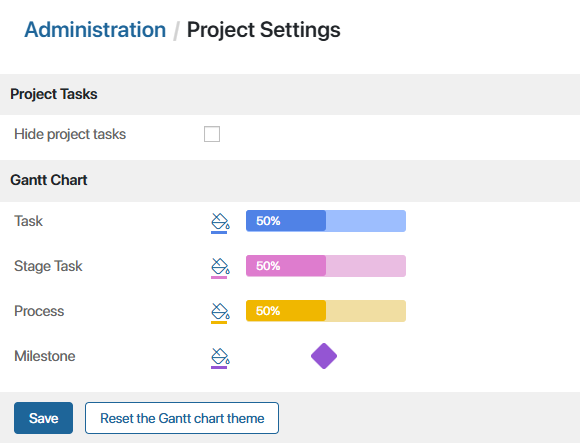 Administration / Project Settings
Project Tasks
Hide project tasks
Gantt Chart
Task 50%
Stage Task 50%
Process 50%
Milestone
Save Reset the Gantt chart theme